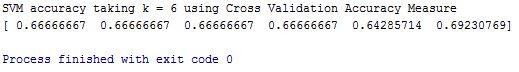 SVM accuracy taking k = 6 using Cross Validation Accuracy Measure
[ 0.66666667  0.66666667  0.66666667  0.66666667  0.64285714  0.69230769]
Process finished with exit code 0